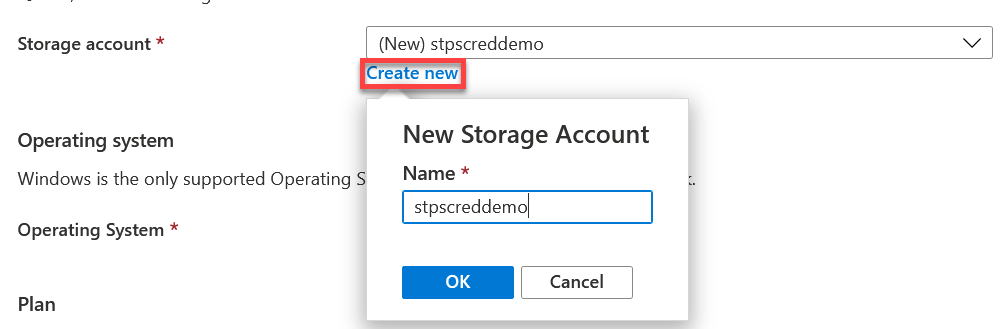 Storage account *
(New) stpscreddemo
Create new
New Storage Account
Name *
stpscreddemo
OK Cancel
Operating system
Windows is the only supported Operating S k.
Operating System *
Plan